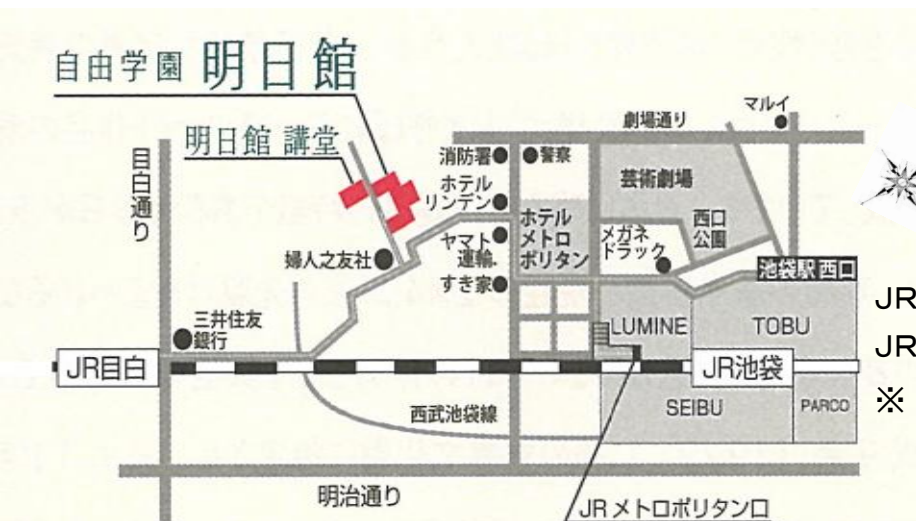 自由学園 明日館
明日館 講堂
目白通り
劇場通り
マルイ
消防署
警察
ホテル
リンデン
芸術劇場
ホテル
メトロ
ポリタン
西口
公園
メガネ
ドラック
ヤマト
運輸
すき家
婦人之友社
池袋駅 西口
三井住友
銀行
LUMINE
TOBU
JR
JR
※
JR目白
JR池袋
SEIBU
PARCO
西武池袋線
明治通り
JRメトロポリタン口